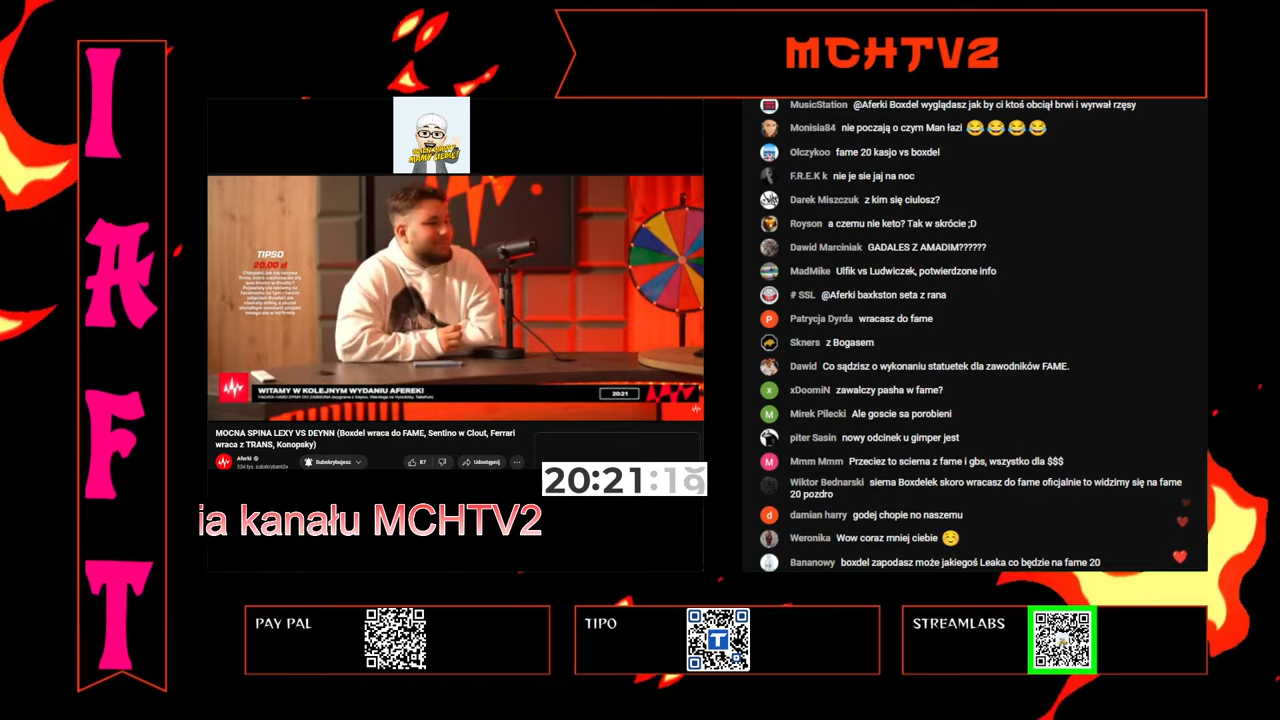 MCHTV2
I
A
F
T
MAMY CIEBIE!
TIPSO
20,00 zł
WITAMY W KOLEJNYM WYDANIU AFEREK!
20:21
MOCNA SPINA LEXY VS DEYNN (Boxdel wraca do FAME, Sentino w Clout, Ferrari
wraca z TRANS, Konopsky)
Aferki
534 tys. subskrybentów
Subskrybujesz
87
Udostępnij
20:21:19
ia kanału MCHTV2
MusicStation @Aferki Boxdel wyglądasz jak by ci ktoś obciął brwi i wyrwał rzęsy
Monisia84 nie poczają o czym Man łazi 😂😂😂😂
Olczykoo fame 20 kasjo vs boxdel
F.R.E.K k nie je sie jaj na noc
Darek Miszczuk z kim się ciulosz?
Royson a czemu nie keto? Tak w skrócie ;D
Dawid Marciniak GADALES Z AMADIM??????
MadMike Ulfik vs Ludwiczek, potwierdzone info
# SSL @Aferki baxkston seta z rana
P Patrycja Dyrda wracasz do fame
Skners z Bogasem
Dawid Co sądzisz o wykonaniu statuetek dla zawodników FAME.
x xDoomiN zawalczy pasha w fame?
M Mirek Pilecki Ale goscie sa porobieni
piter Sasin nowy odcinek u gimper jest
M Mmm Mmm Przeciez to sciema z fame i gbs, wszystko dla $$$
Wiktor Bednarski siema Boxdelek skoro wracasz do fame oficjalnie to widzimy się na fame
20 pozdro
d damian harry godej chopie no naszemu
Weronika Wow coraz mniej ciebie ☺️
Bananowy boxdel zapodasz może jakiegoś Leaka co będzie na fame 20
PAY PAL
TIPO
T
STREAMLABS